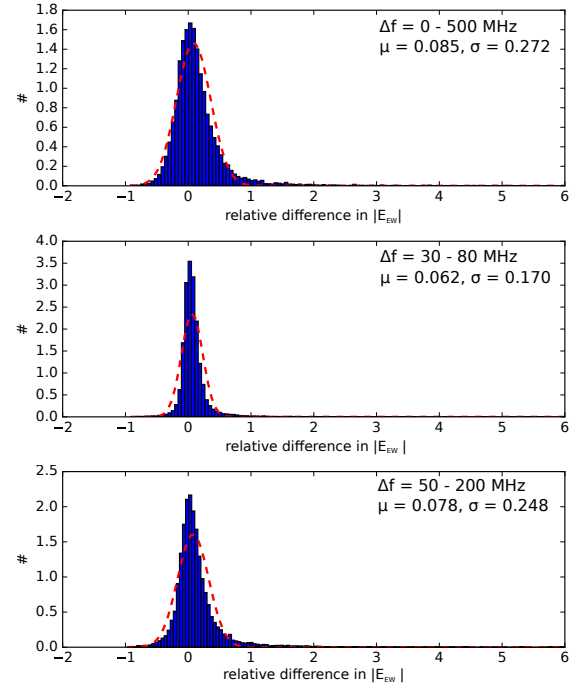 1.8
1.6
1.4
1.2
1.0
0.8
0.6
0.4
0.2
0.0
#
Δf = 0 - 500 MHz
μ = 0.085, σ = 0.272
−2 −1 0 1 2 3 4 5 6
relative difference in |E_EW|
4.0
3.5
3.0
2.5
2.0
1.5
1.0
0.5
0.0
#
Δf = 30 - 80 MHz
μ = 0.062, σ = 0.170
−2 −1 0 1 2 3 4 5 6
relative difference in |E_EW |
2.5
2.0
1.5
1.0
0.5
0.0
#
Δf = 50 - 200 MHz
μ = 0.078, σ = 0.248
−2 −1 0 1 2 3 4 5 6
relative difference in |E_EW |